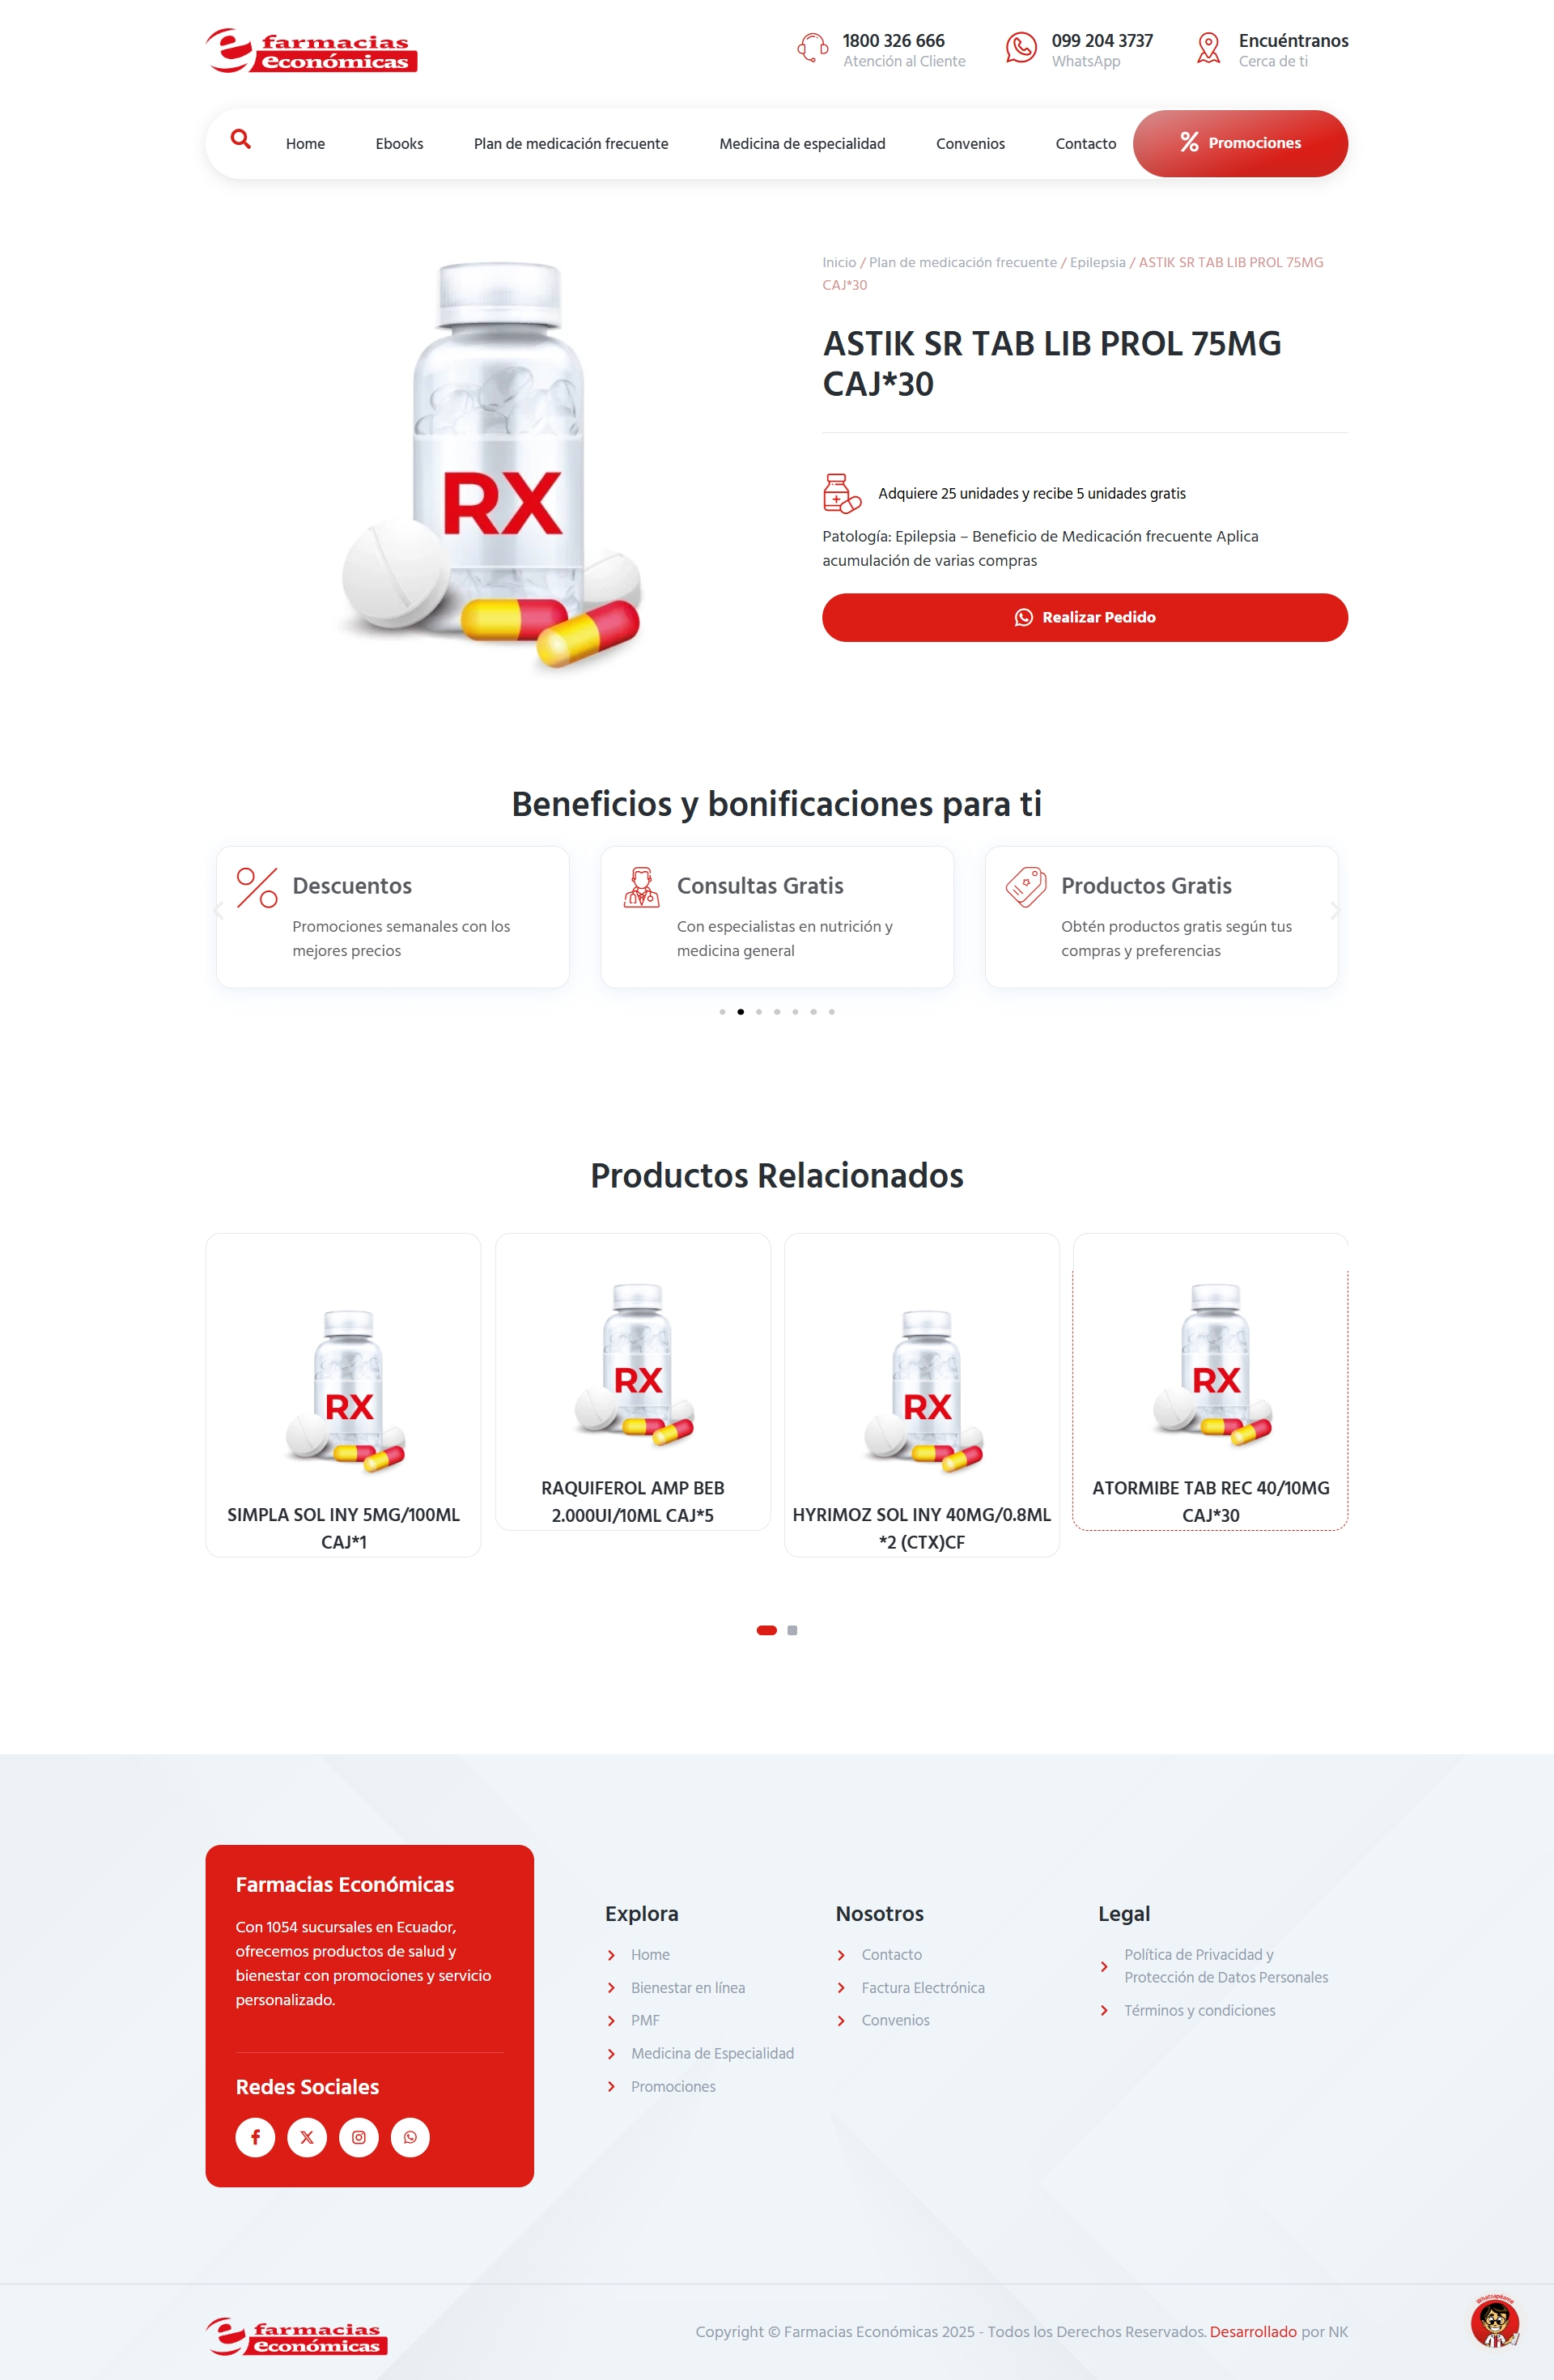 farmacias
económicas
1800 326 666
Atención al Cliente
099 204 3737
WhatsApp
Encuéntranos
Cerca de ti
Home
Ebooks
Plan de medicación frecuente
Medicina de especialidad
Convenios
Contacto
Promociones
RX
Inicio / Plan de medicación frecuente / Epilepsia / ASTIK SR TAB LIB PROL 75MG
CAJ*30
ASTIK SR TAB LIB PROL 75MG
CAJ*30
Adquiere 25 unidades y recibe 5 unidades gratis
Patología: Epilepsia – Beneficio de Medicación frecuente Aplica
acumulación de varias compras
Realizar Pedido
Beneficios y bonificaciones para ti
Descuentos
Promociones semanales con los
mejores precios
Consultas Gratis
Con especialistas en nutrición y
medicina general
Productos Gratis
Obtén productos gratis según tus
compras y preferencias
Productos Relacionados
RX
SIMPLA SOL INY 5MG/100ML
CAJ*1
RX
RAQUIFEROL AMP BEB
2.000UI/10ML CAJ*5
RX
HYRIMOZ SOL INY 40MG/0.8ML
*2 (CTX)CF
RX
ATORMIBE TAB REC 40/10MG
CAJ*30
Farmacias Económicas
Con 1054 sucursales en Ecuador,
ofrecemos productos de salud y
bienestar con promociones y servicio
personalizado.
Redes Sociales
Explora
Home
Bienestar en línea
PMF
Medicina de Especialidad
Promociones
Nosotros
Contacto
Factura Electrónica
Convenios
Legal
Política de Privacidad y
Protección de Datos Personales
Términos y condiciones
farmacias
económicas
Copyright © Farmacias Económicas 2025 - Todos los Derechos Reservados. Desarrollado por NK